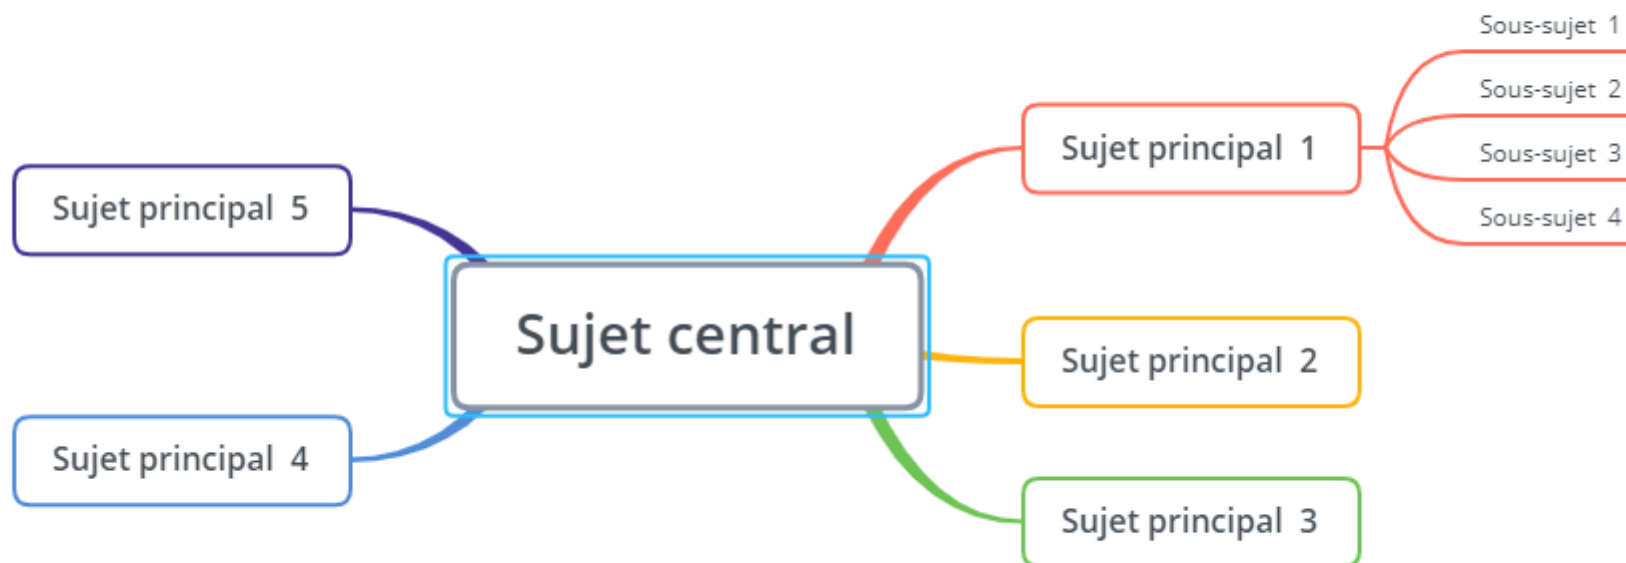 Sous-sujet 1
Sous-sujet 2
Sujet principal 1
Sous-sujet 3
Sous-sujet 4
Sujet principal 5
Sujet central
Sujet principal 2
Sujet principal 4
Sujet principal 3